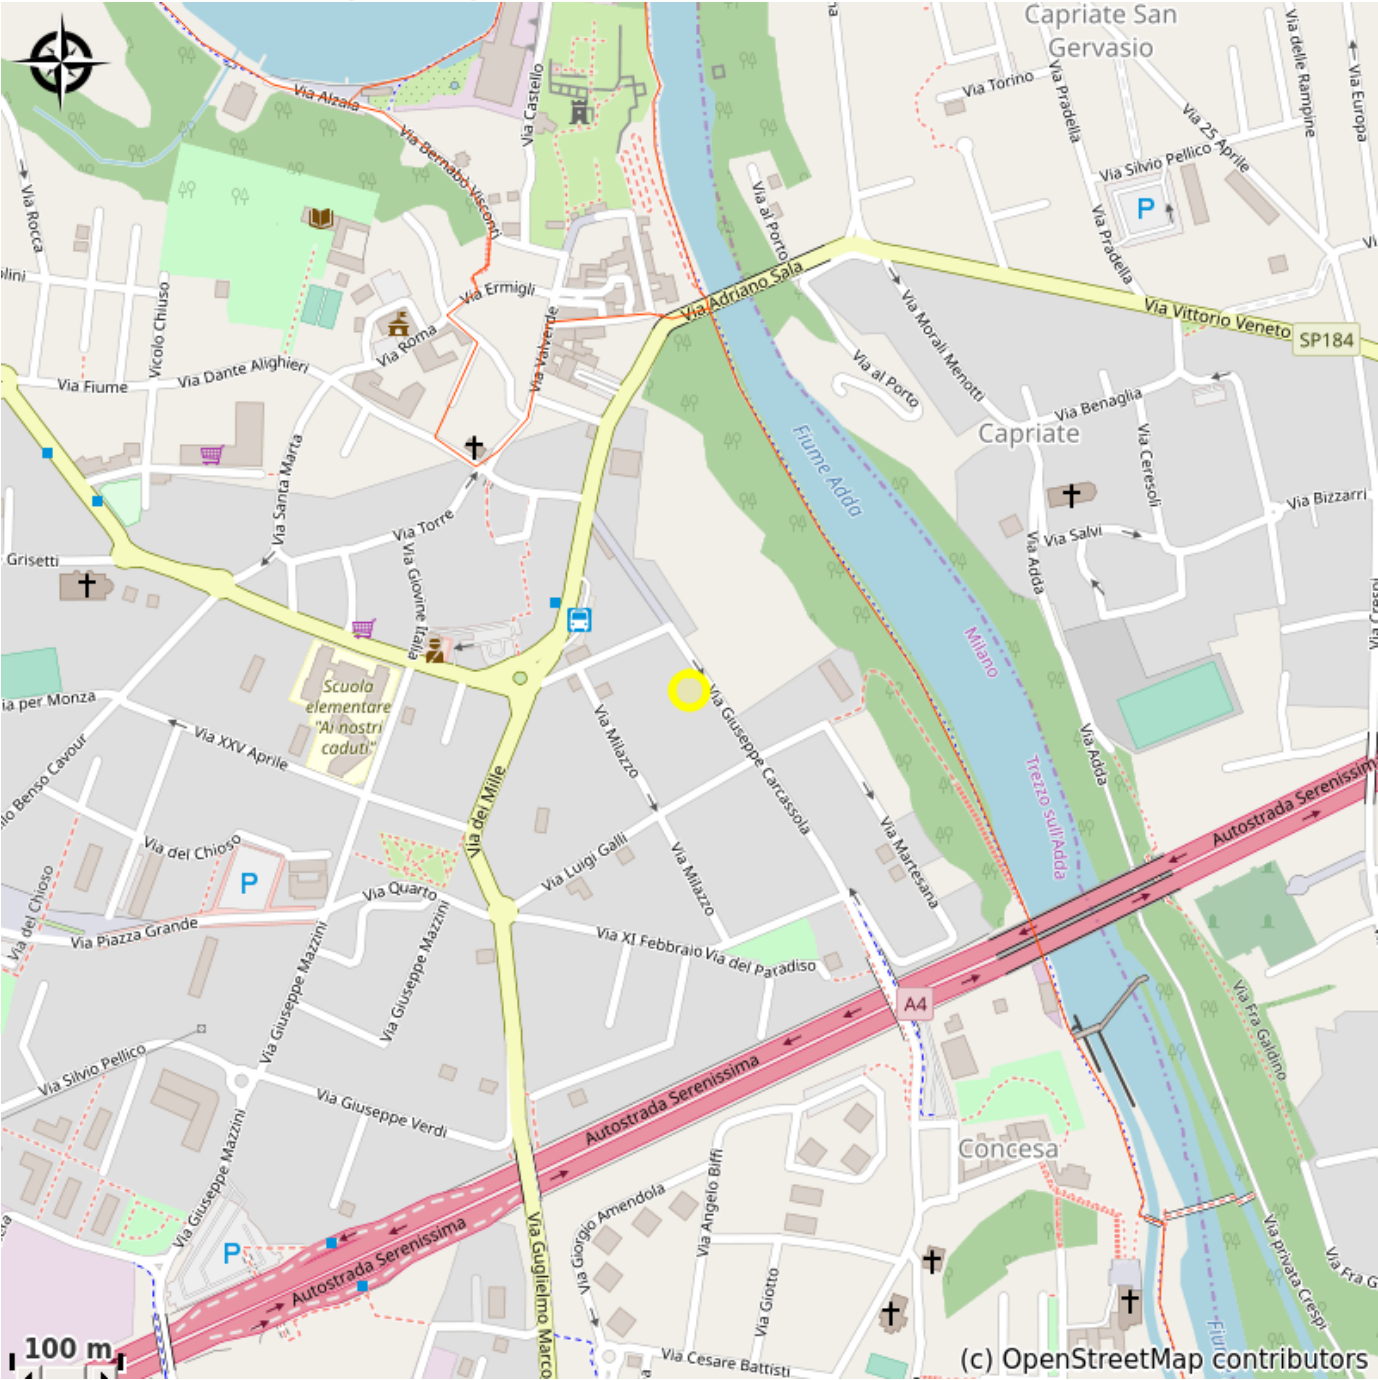 Capriate San
Gervasio
Via delle Rampine
Via Europa
Via Torino
Via Pradella
Via 25 Aprile
Via Castello
Via Alzaia
Via Bernabò Visconti
Via Silvio Pellico
P
Via Rocca
Via al Porto
Via Pradella
olini
Via Adriano Sala
Via Ermigli
Vicolo Chiuso
Via Roma
Via Valverde
Via Morali Menotti
Via Vittorio Veneto
SP184
Via Dante Alighieri
Via Fiume
Via al Porto
Via Benaglia
Capriate
Fiume Adda
Via Santa Marta
Via Ceresoli
Via Bizzarri
Via Torre
Via Salvi
Grisetti
Via Giovine Italia
Via Adda
Milano
Scuola
elementare
"Ai nostri
caduti"
ia per Monza
Via Milazzo
Via Giuseppe Carcassola
Via XXV Aprile
Via Adda
lo Benso Cavour
Trezzo sull'Adda
Autostrada Serenissima
Via dei Mille
Via del Chioso
Via Luigi Galli
Via Martesana
Via Milazzo
P
Via Quarto
Via del Chioso
Via Piazza Grande
Via Giuseppe Mazzini
Via Giuseppe Mazzini
Via XI Febbraio
Via del Paradiso
A4
Via Fra Galdino
Via Silvio Pellico
Autostrada Serenissima
Via Giuseppe Verdi
Concesa
Via Giuseppe Mazzini
Via Angelo Biffi
Via Giorgio Amendola
P
Autostrada Serenissima
Via Guglielmo Marco
Via Giotto
Via privata Crespi
Via Fra G
Fiun
Via Cesare Battisti
100 m
(c) OpenStreetMap contributors